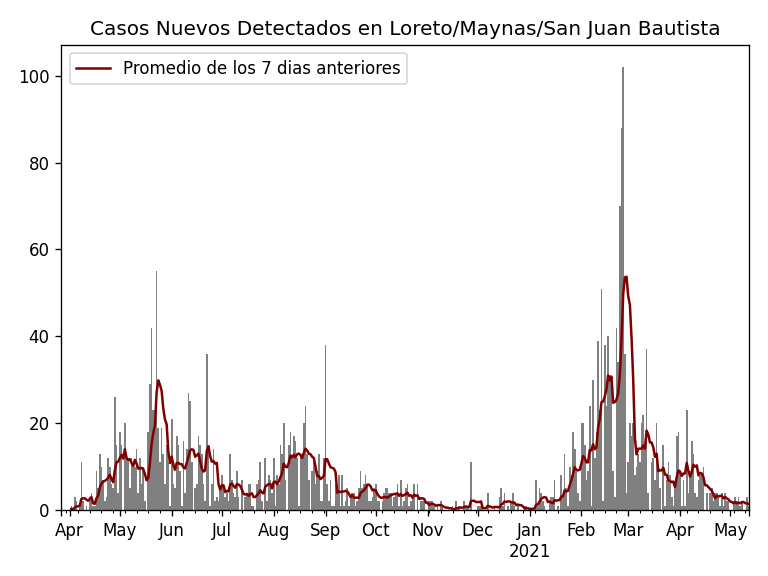 Casos Nuevos Detectados en Loreto/Maynas/San Juan Bautista
Promedio de los 7 dias anteriores
100
80
60
40
20
0
Apr May Jun Jul Aug Sep Oct Nov Dec Jan Feb Mar Apr May
2021